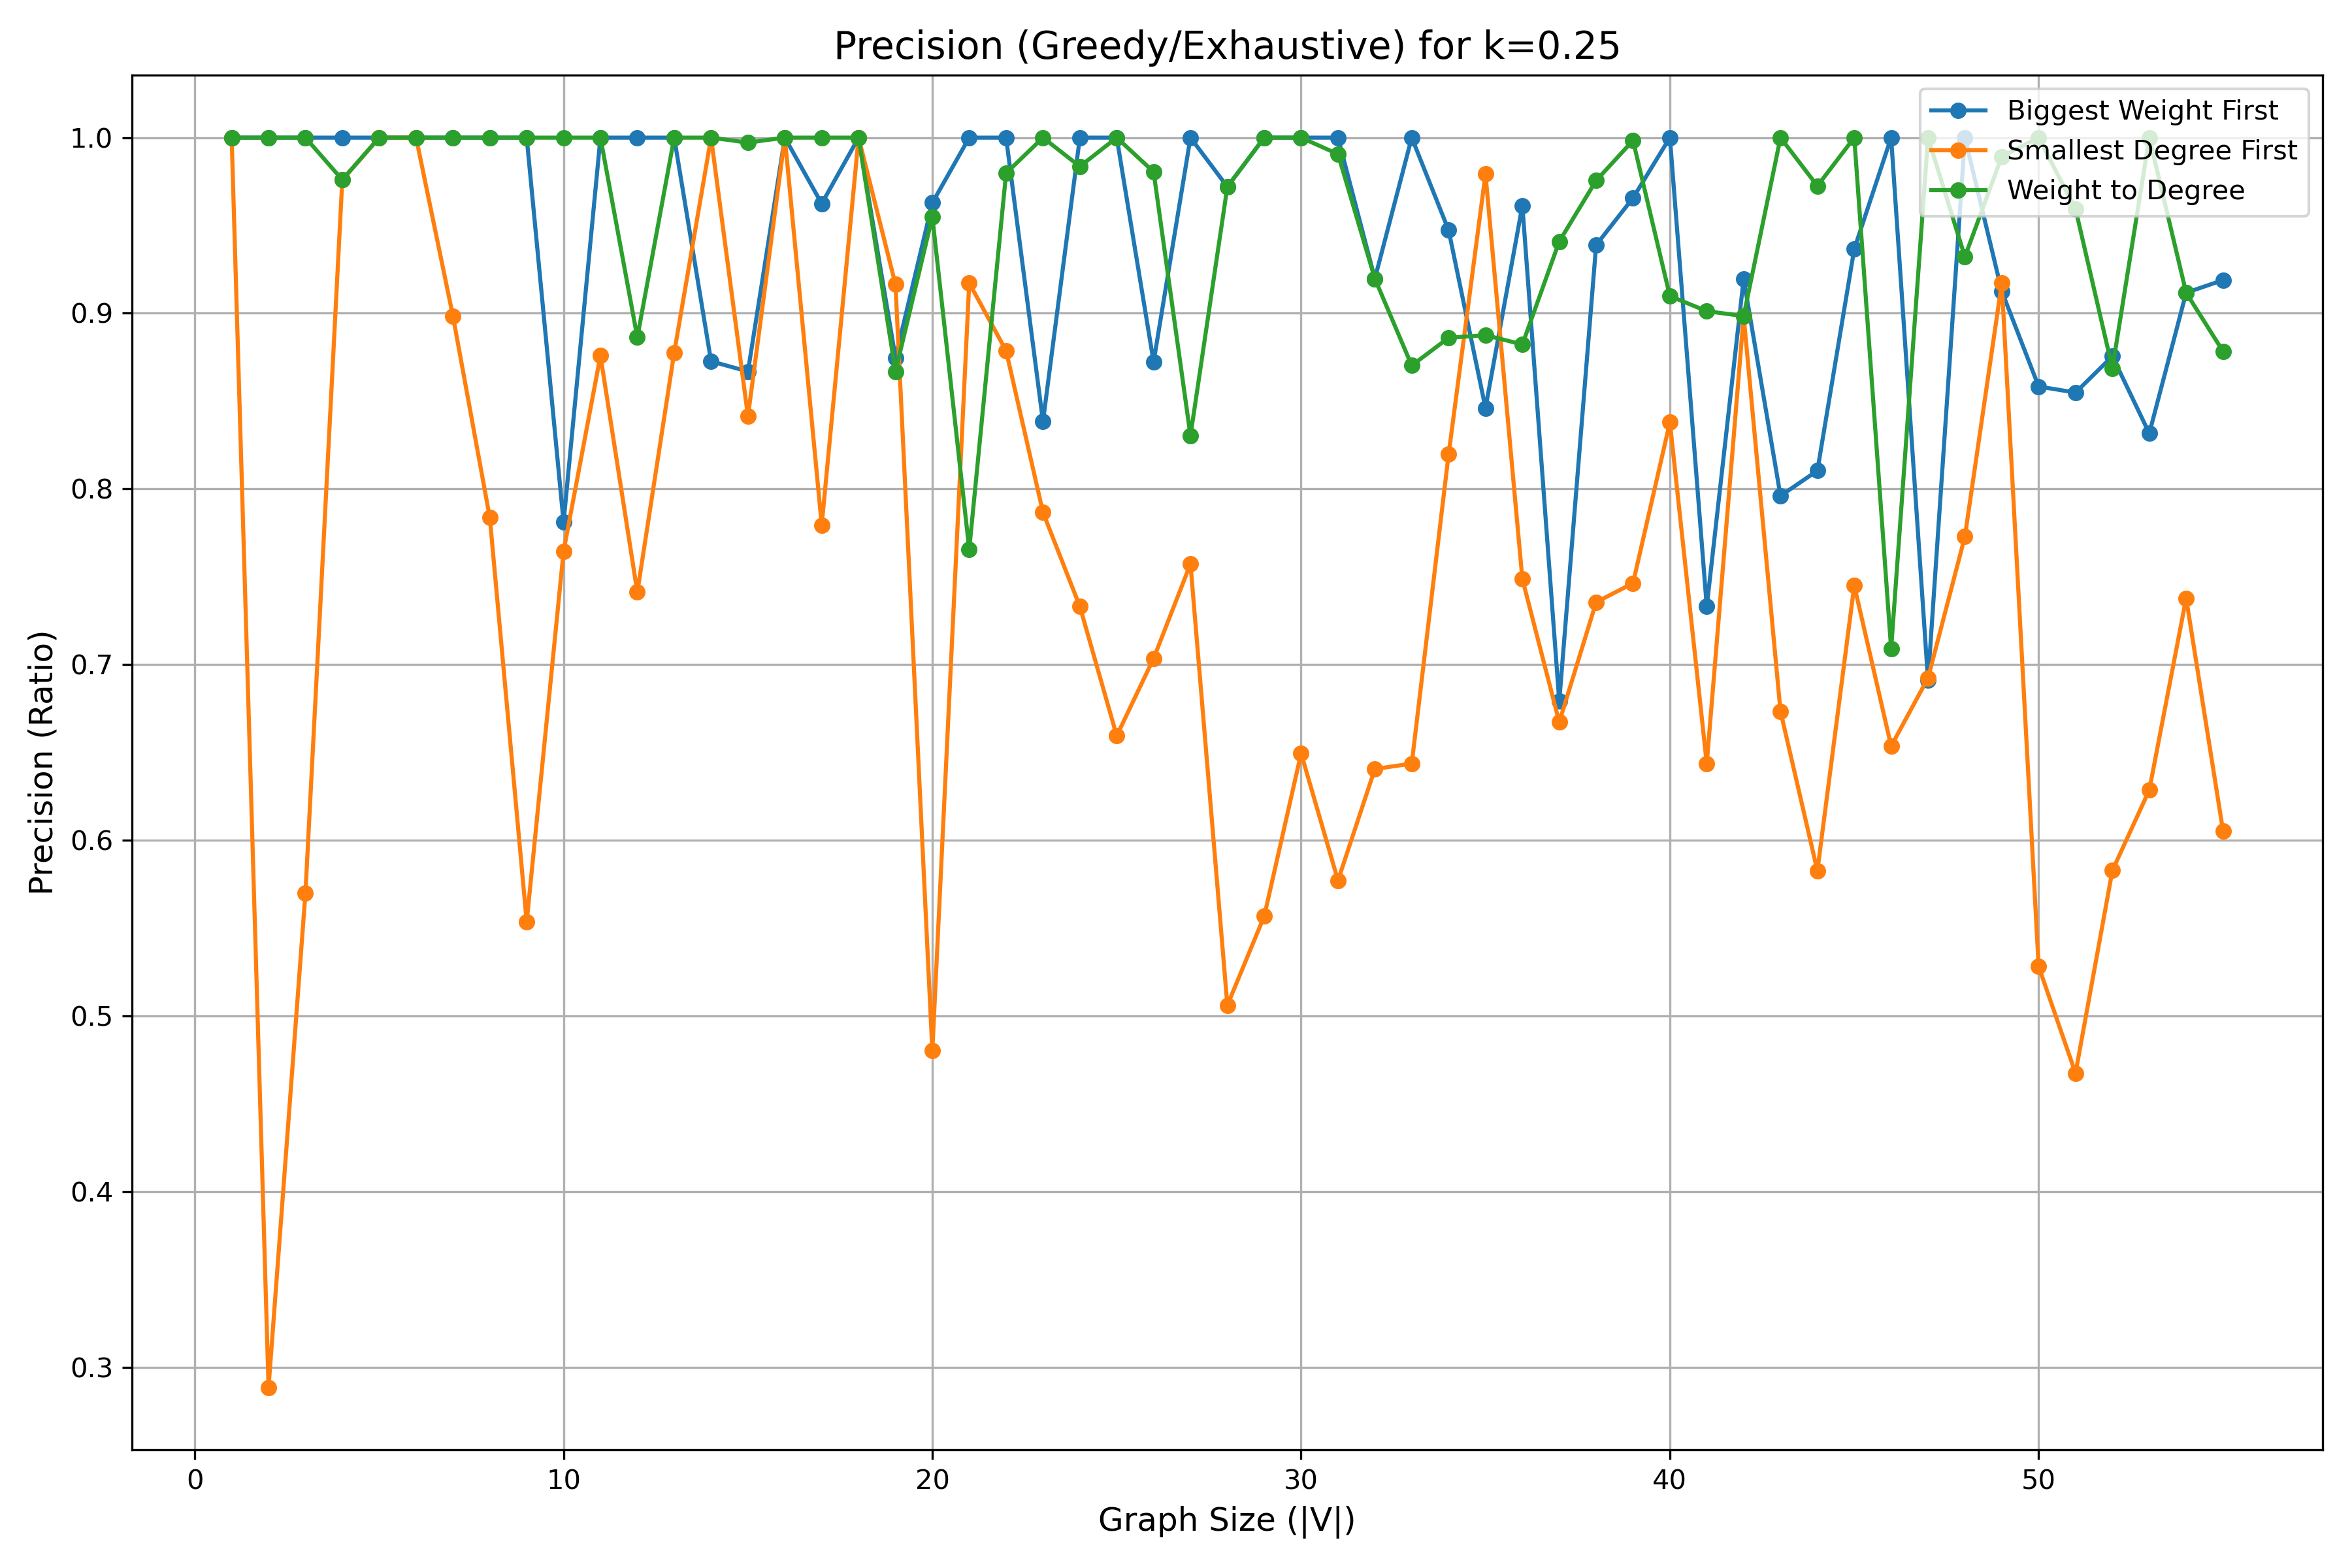 Precision (Greedy/Exhaustive) for k=0.25
Biggest Weight First
Smallest Degree First
Weight to Degree
Precision (Ratio)
1.0
0.9
0.8
0.7
0.6
0.5
0.4
0.3
0 10 20 30 40 50
Graph Size (|V|)